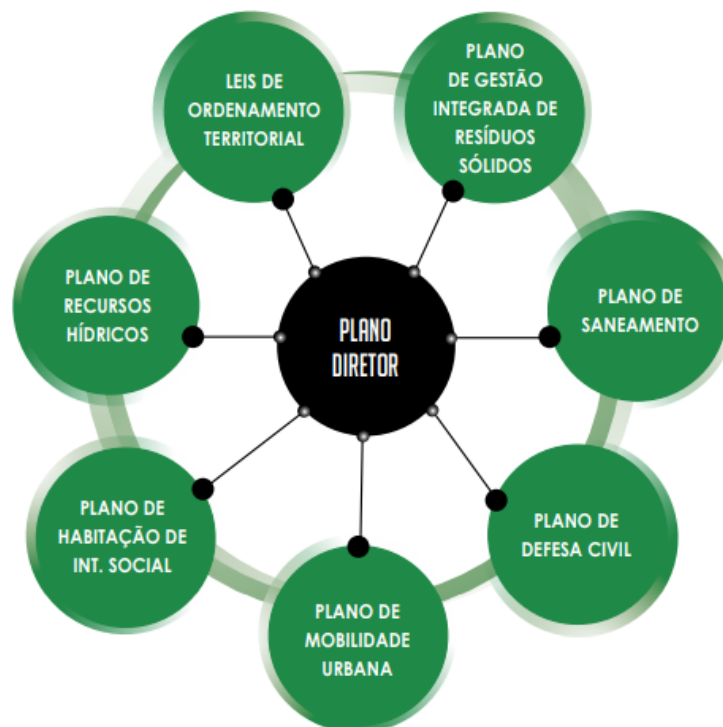 LEIS DE
ORDENAMENTO
TERRITORIAL
PLANO
DE GESTÃO
INTEGRADA DE
RESÍDUOS
SÓLIDOS
PLANO DE
RECURSOS
HÍDRICOS
PLANO
DIRETOR
PLANO DE
SANEAMENTO
PLANO DE
HABITAÇÃO DE
INT. SOCIAL
PLANO DE
DEFESA CIVIL
PLANO DE
MOBILIDADE
URBANA